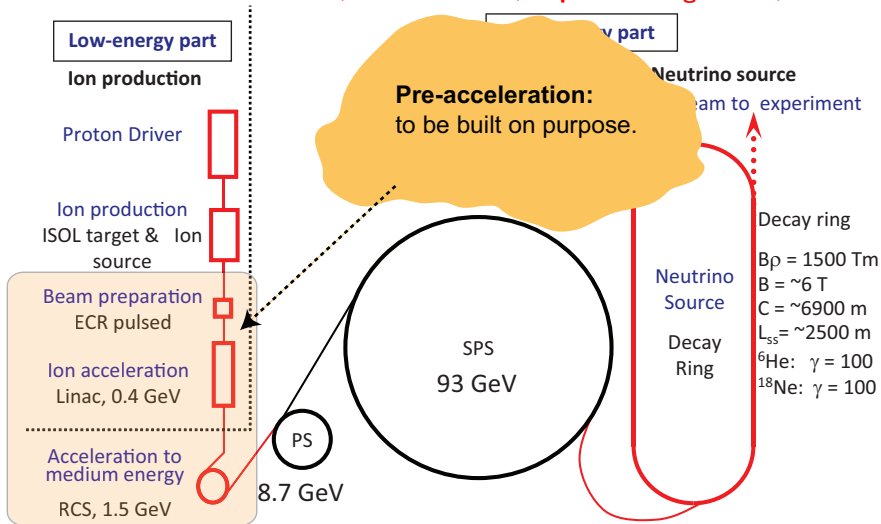 Low-energy part
Ion production
Proton Driver
Ion production
ISOL target & Ion
source
Beam preparation
ECR pulsed
Ion acceleration
Linac, 0.4 GeV
Acceleration to
medium energy
RCS, 1.5 GeV
Pre-acceleration:
to be built on purpose.
PS
8.7 GeV
SPS
93 GeV
part
Neutrino source
to experiment
Neutrino
Source
Decay
Ring
Decay ring
Bρ = 1500 Tm
B = ~6 T
C = ~6900 m
Lss= ~2500 m
6He: γ = 100
18Ne: γ = 100